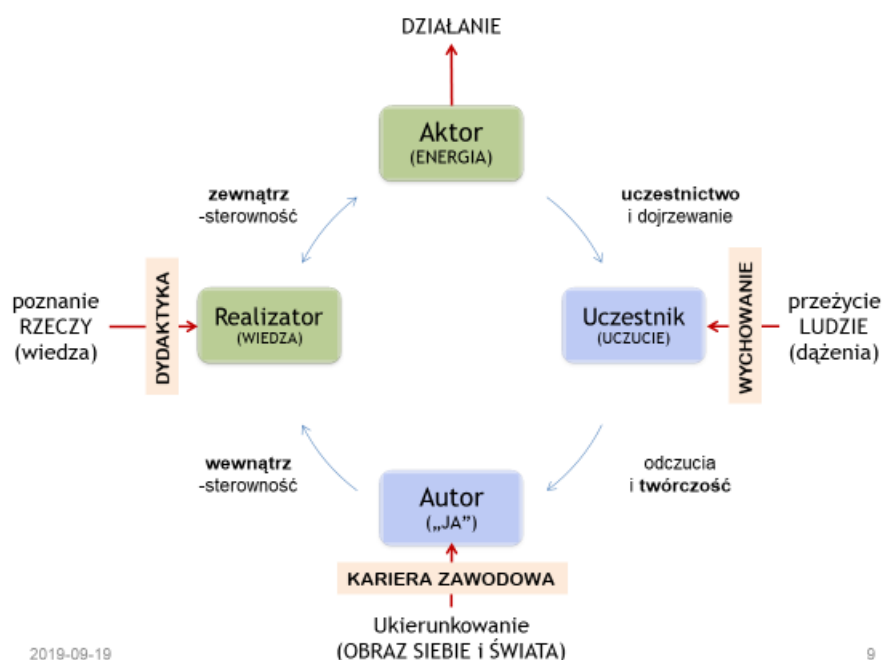 DZIAŁANIE
Aktor
(ENERGIA)
zewnątrz
-sterowność
uczestnictwo
i dojrzewanie
poznanie
RZECZY
(wiedza)
DYDAKTYKA
Realizator
(WIEDZA)
Uczestnik
(UCZUCIE)
WYCHOWANIE
przeżycie
LUDZIE
(dążenia)
wewnątrz
-sterowność
odczucia
i twórczość
Autor
(„JA”)
KARIERA ZAWODOWA
Ukierunkowanie
(OBRAZ SIEBIE i ŚWIATA)
2019-09-19
9